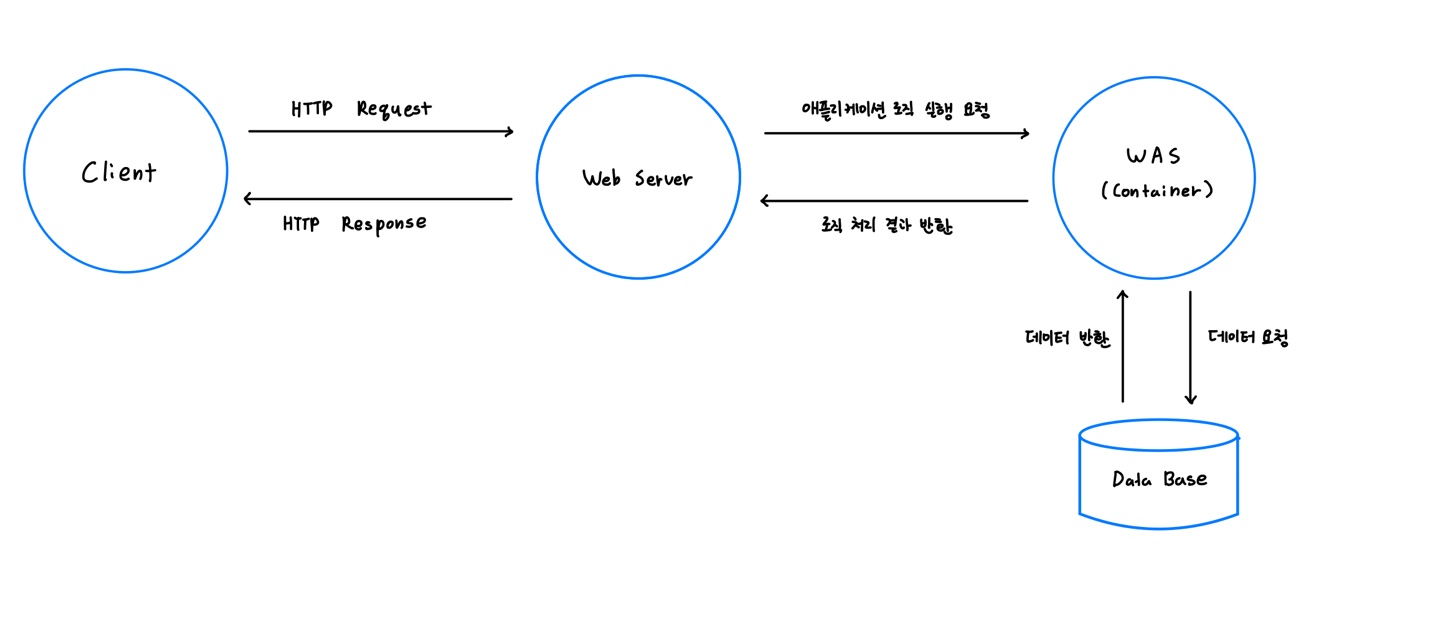 HTTP Request
애플리케이션 로직 실행 요청
Client
Web Server
WAS
(Container)
HTTP Response
로직 처리 결과 반환
데이터 반환
데이터 요청
Data Base